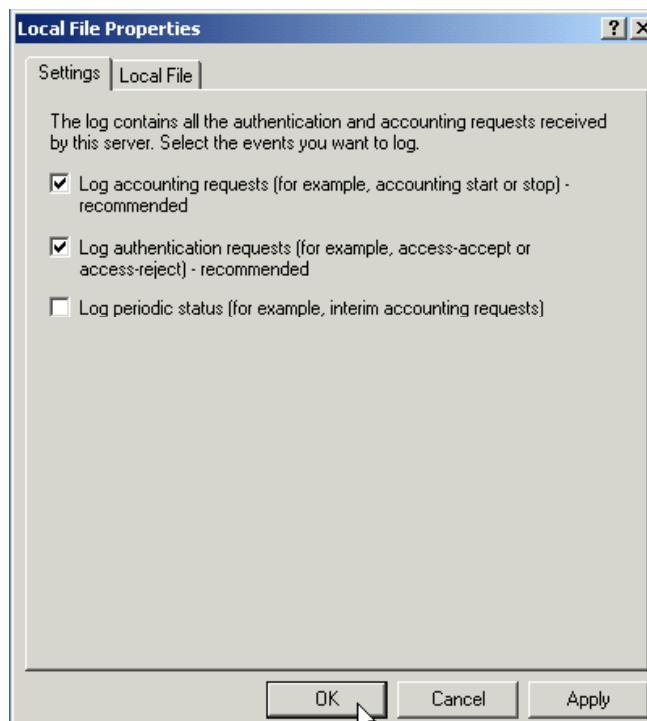 Local File Properties
Settings
Local File
The log contains all the authentication and accounting requests received
by this server. Select the events you want to log.
Log accounting requests (for example, accounting start or stop) -
recommended
Log authentication requests (for example, access-accept or
access-reject) - recommended
Log periodic status (for example, interim accounting requests)
OK
Cancel
Apply